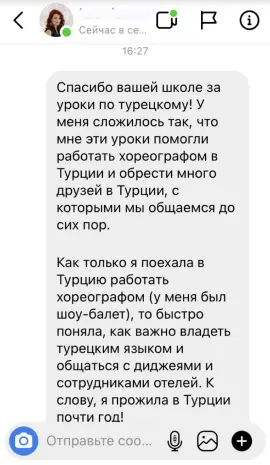 Сейчас в се...
16:27
Спасибо вашей школе за
уроки по турецкому! У
меня сложилось так, что
мне эти уроки помогли
работать хореографом в
Турции и обрести много
друзей в Турции, с
которыми мы общаемся до
сих пор.
Как только я поехала в
Турцию работать
хореографом (у меня был
шоу-балет), то быстро
поняла, как важно владеть
турецким языком и
общаться с диджеями и
сотрудниками отелей. К
слову, я прожила в Турции
почти год!
Отправьте соо...